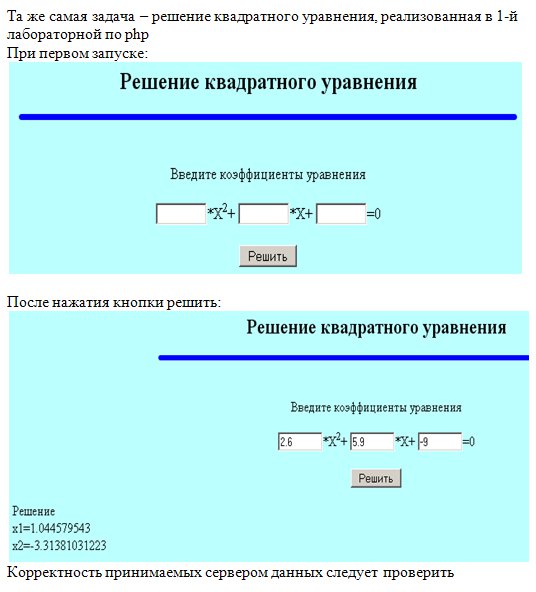 Та же самая задача – решение квадратного уравнения, реализованная в 1-й
лабораторной по php
При первом запуске:
Решение квадратного уравнения
Введите коэффициенты уравнения
*X²+ *X+ =0
Решить
После нажатия кнопки решить:
Решение квадратного уравнения
Введите коэффициенты уравнения
2.6 *X²+ 5.9 *X+ -9 =0
Решить
Решение
x1=1.044579543
x2=-3.31381031223
Корректность принимаемых сервером данных следует проверить